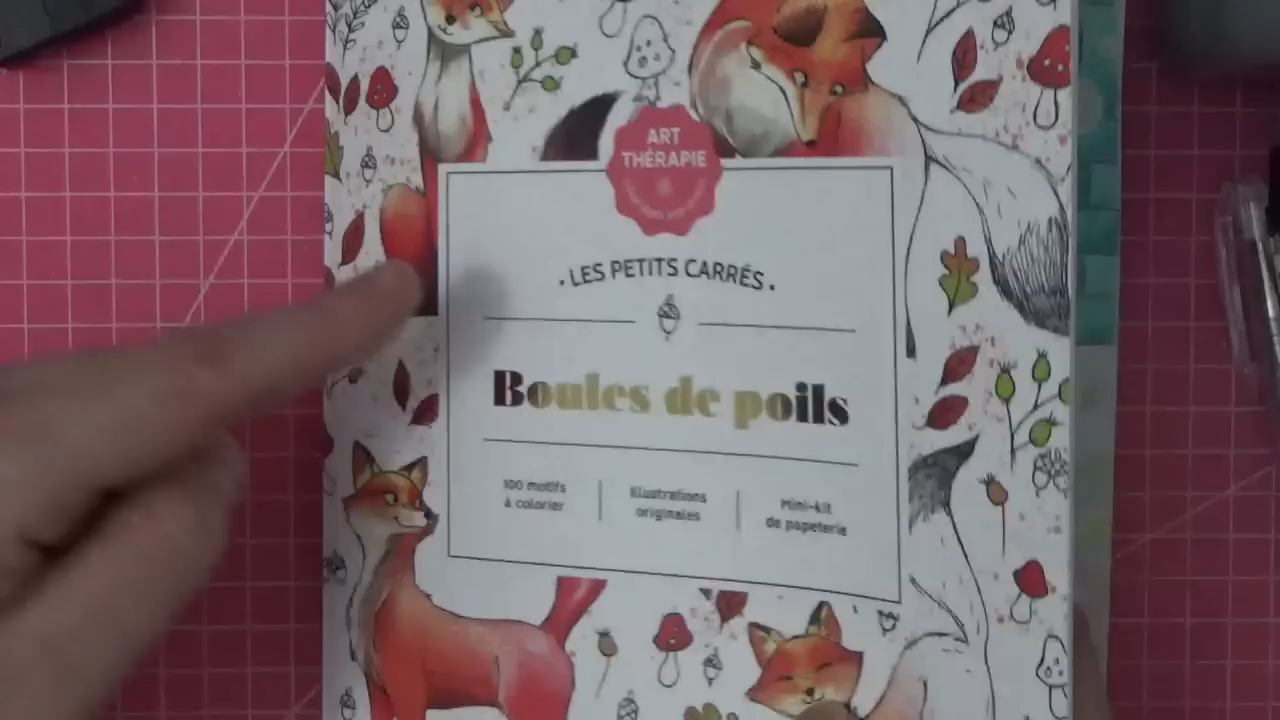 ART
THÉRAPIE
• LES PETITS CARRÉS •
Boules de poils
100 motifs
à colorier
Illustrations
originales
Mini-kit
de papeterie